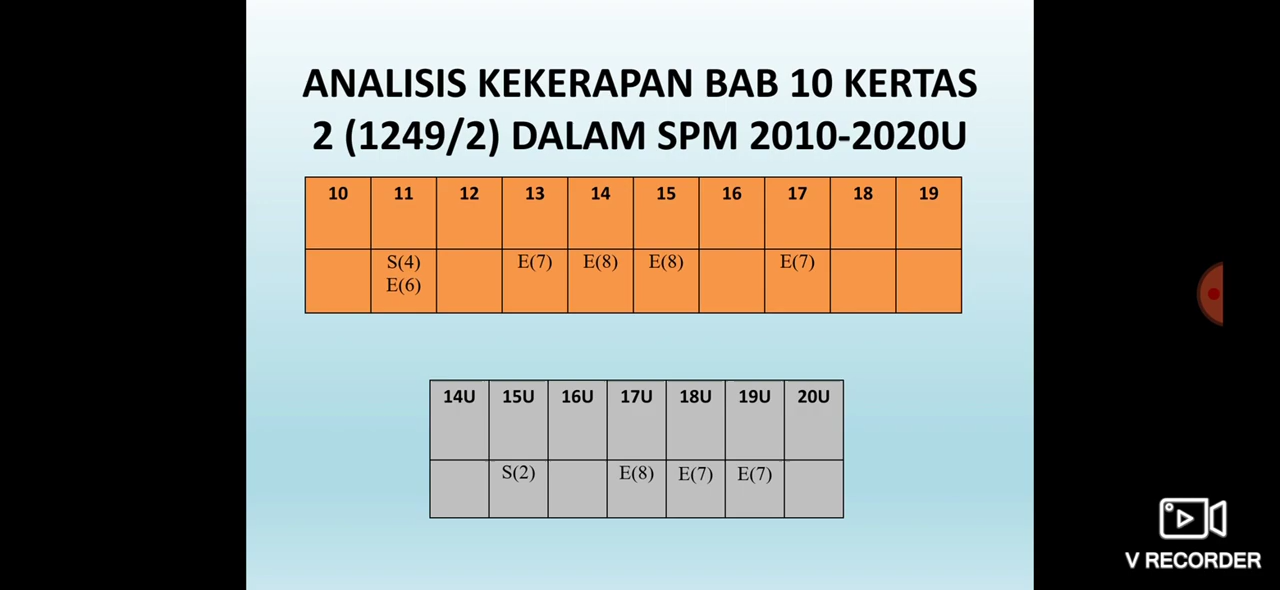 ANALISIS KEKERAPAN BAB 10 KERTAS
2 (1249/2) DALAM SPM 2010-2020U
10 11 12 13 14 15 16 17 18 19
S(4) E(7) E(8) E(8) E(7)
E(6)
14U 15U 16U 17U 18U 19U 20U
S(2) E(8) E(7) E(7)
V RECORDER